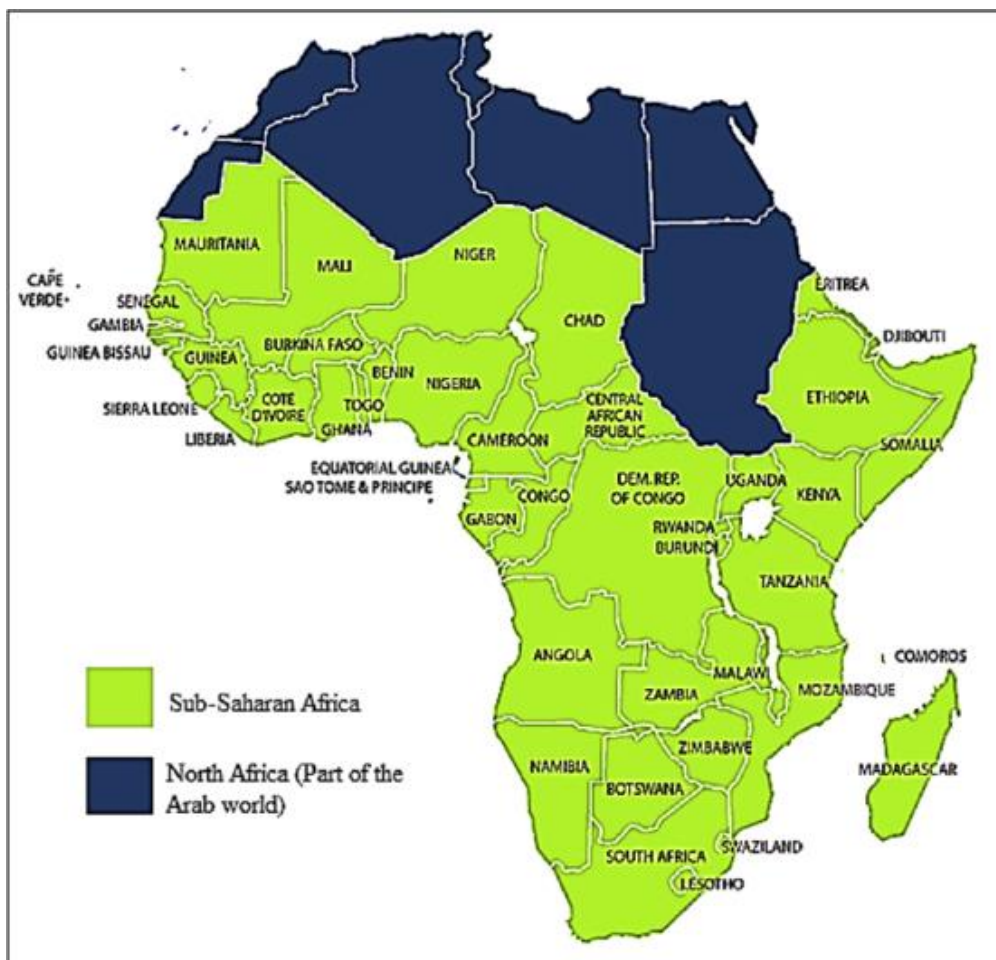 MAURITANIA
MALI
NIGER
CHAD
ERITREA
CAPE
VERDE
SENEGAL
GAMBIA
GUINEA BISSAU
GUINEA
BURKINA FASO
BENIN
NIGERIA
DJIBOUTI
ETHIOPIA
SOMALIA
SIERRA LEONE
LIBERIA
COTE
D'IVOIRE
TOGO
GHANA
CENTRAL
AFRICAN
REPUBLIC
CAMEROON
EQUATORIAL GUINEA
SAO TOME & PRINCIPE
GABON
CONGO
DEM. REP.
OF CONGO
UGANDA
KENYA
RWANDA
BURUNDI
TANZANIA
ANGOLA
ZAMBIA
MALAWI
MOZAMBIQUE
COMOROS
ZIMBABWE
NAMIBIA
BOTSWANA
MADAGASCAR
SOUTH AFRICA
SWAZILAND
LESOTHO
Sub-Saharan Africa
North Africa (Part of the
Arab world)